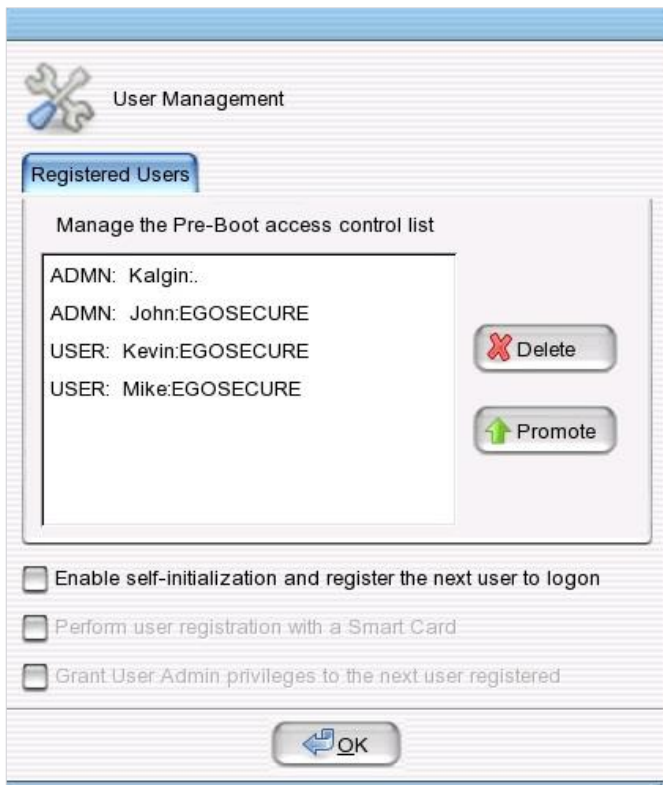 User Management
Registered Users
Manage the Pre-Boot access control list
ADMN: Kalgin:.
ADMN: John:EGOSECURE
USER: Kevin:EGOSECURE
USER: Mike:EGOSECURE
Delete
Promote
Enable self-initialization and register the next user to logon
Perform user registration with a Smart Card
Grant User Admin privileges to the next user registered
OK